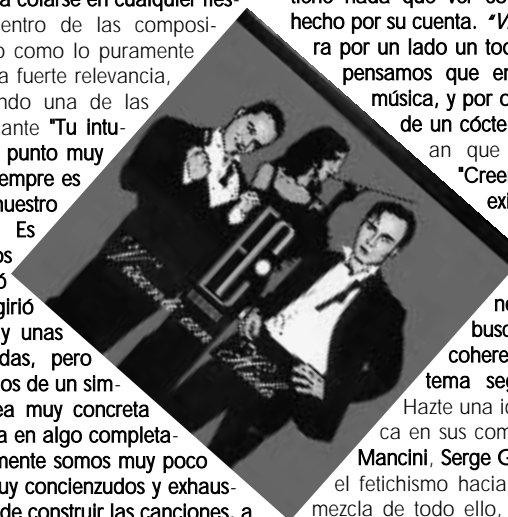 a colarse en cualquier fies-
entro de las composi-
o como lo puramente
a fuerte relevancia,
ndo una de las
ante "Tu intu-
punto muy
empre es
nuestro
Es
os
ó
girió
y unas
das, pero
os de un sim-
ea muy concreta
a en algo completa-
mente somos muy poco
uy concienzudos y exhaus-
de construir las canciones, a
tiene nada que ver
hecho por su cuenta. "V
ra por un lado un to
pensamos que en
música, y por o
de un cócte
an que
"Cree
exi
ne
busc
cohere
tema seg
Hazte una i
ca en sus com
Mancini, Serge G
el fetichismo hacia
mezcla de todo ello,
Vicente en